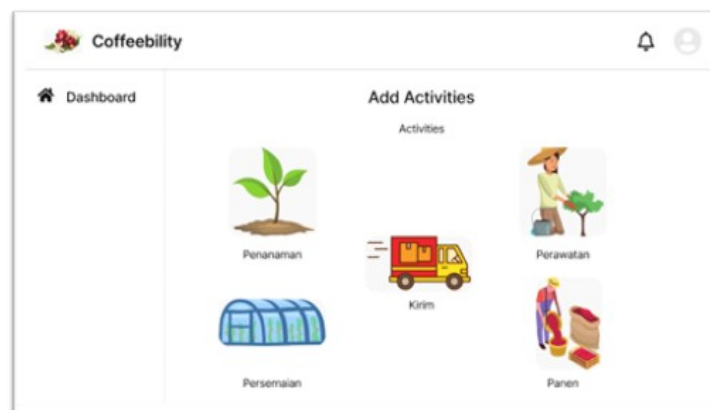 Coffeebility
Dashboard
Add Activities
Activities
Penanaman
Perawatan
Kirim
Persemaian
Panen